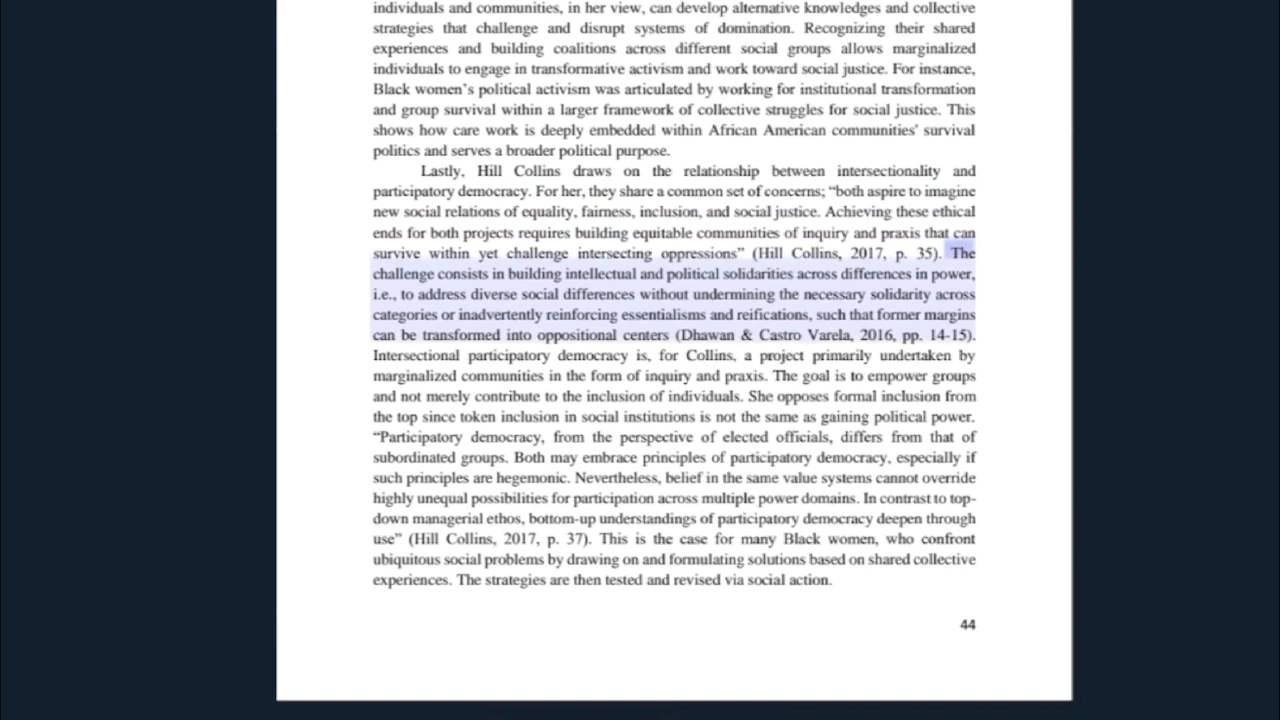 individuals and communities, in her view, can develop alternative knowledges and collective
strategies that challenge and disrupt systems of domination. Recognizing their shared
experiences and building coalitions across different social groups allows marginalized
individuals to engage in transformative activism and work toward social justice. For instance,
Black women's political activism was articulated by working for institutional transformation
and group survival within a larger framework of collective struggles for social justice. This
shows how care work is deeply embedded within African American communities' survival
politics and serves a broader political purpose.
Lastly, Hill Collins draws on the relationship between intersectionality and
participatory democracy. For her, they share a common set of concerns; “both aspire to imagine
new social relations of equality, fairness, inclusion, and social justice. Achieving these ethical
ends for both projects requires building equitable communities of inquiry and praxis that can
survive within yet challenge intersecting oppressions” (Hill Collins, 2017, p. 35). The
challenge consists in building intellectual and political solidarities across differences in power,
i.e., to address diverse social differences without undermining the necessary solidarity across
categories or inadvertently reinforcing essentialisms and reifications, such that former margins
can be transformed into oppositional centers (Dhawan & Castro Varela, 2016, pp. 14-15).
Intersectional participatory democracy is, for Collins, a project primarily undertaken by
marginalized communities in the form of inquiry and praxis. The goal is to empower groups
and not merely contribute to the inclusion of individuals. She opposes formal inclusion from
the top since token inclusion in social institutions is not the same as gaining political power.
“Participatory democracy, from the perspective of elected officials, differs from that of
subordinated groups. Both may embrace principles of participatory democracy, especially if
such principles are hegemonic. Nevertheless, belief in the same value systems cannot override
highly unequal possibilities for participation across multiple power domains. In contrast to top-
down managerial ethos, bottom-up understandings of participatory democracy deepen through
use” (Hill Collins, 2017, p. 37). This is the case for many Black women, who confront
ubiquitous social problems by drawing on and formulating solutions based on shared collective
experiences. The strategies are then tested and revised via social action.
44